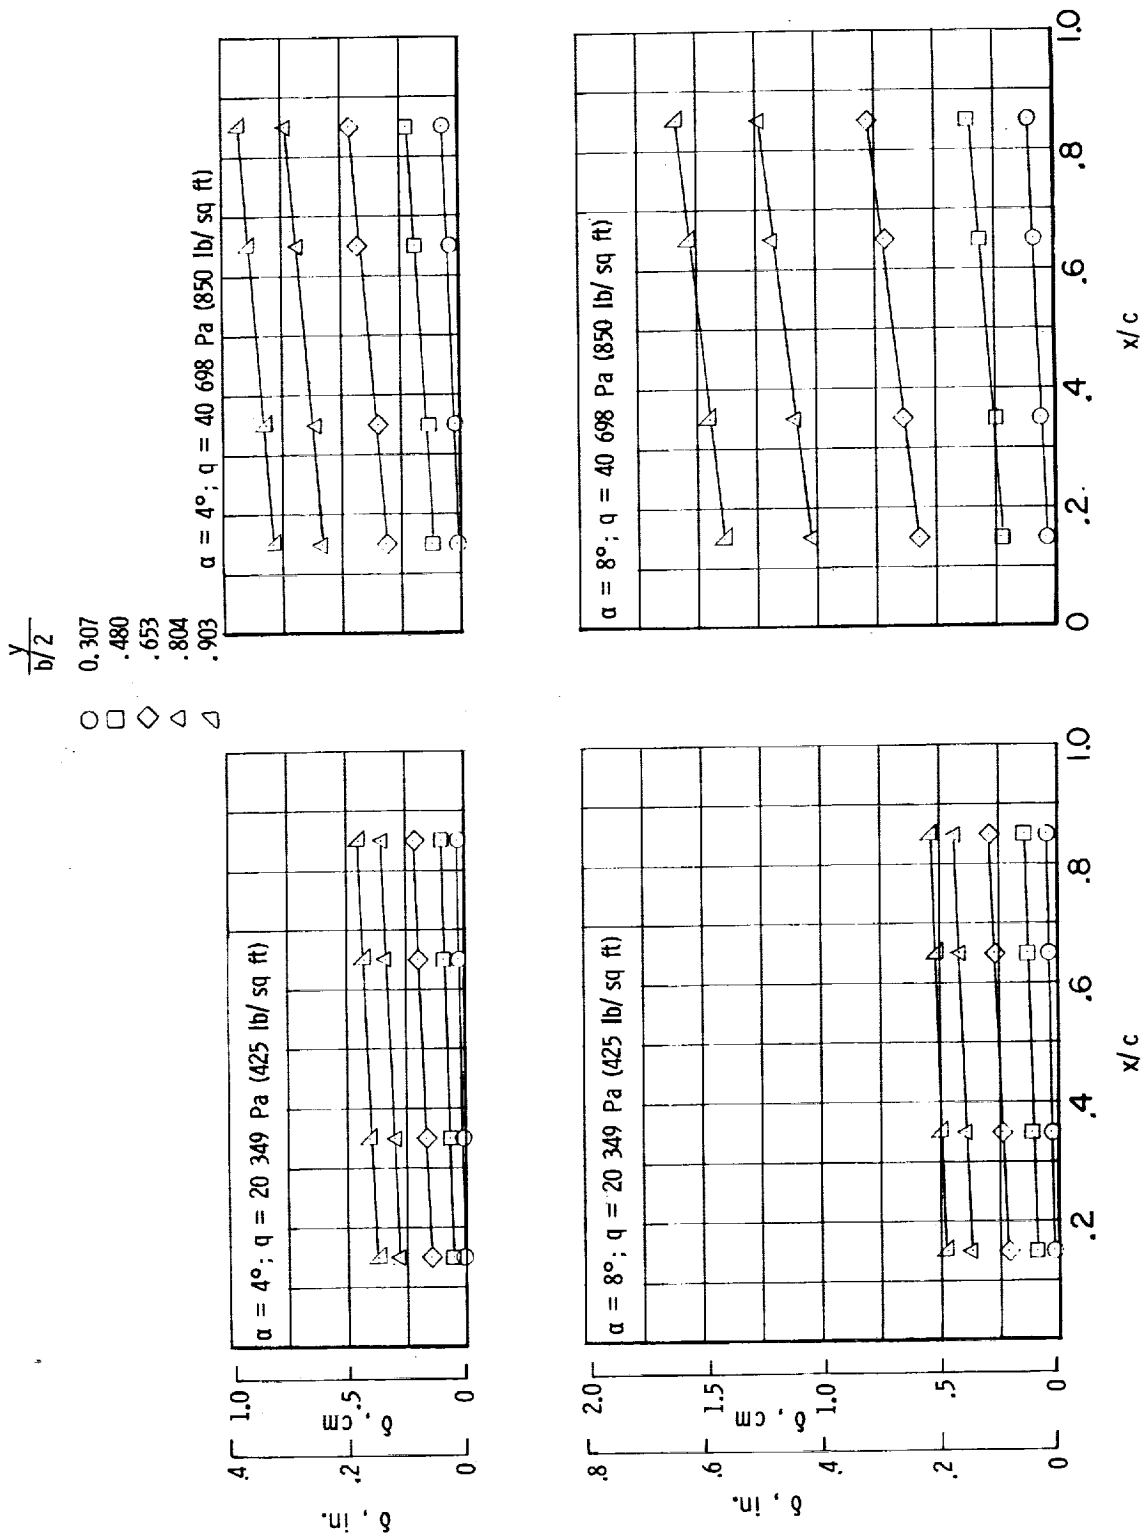 y
b/2
0.307
.480
.653
.804
.903
α = 4°; q = 20 349 Pa (425 lb/sq ft)
α = 4°; q = 40 698 Pa (850 lb/sq ft)
.4
.2
0
δ, in.
1.0
.5
0
δ, cm
α = 8°; q = 20 349 Pa (425 lb/sq ft)
α = 8°; q = 40 698 Pa (850 lb/sq ft)
.8
.6
.4
.2
0
δ, in.
2.0
1.5
1.0
.5
0
δ, cm
.2
.4
.6
.8
1.0
x/c
0
.2
.4
.6
.8
1.0
x/c